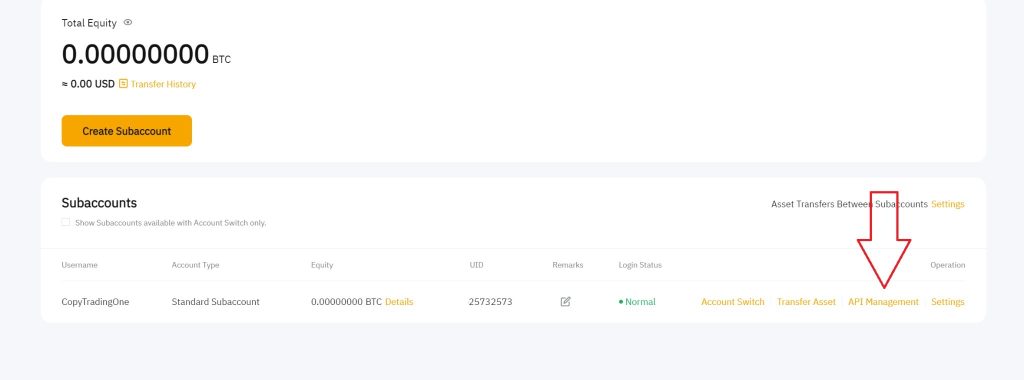 Total Equity
0.00000000 BTC
≈ 0.00 USD Transfer History
Create Subaccount
Subaccounts
Asset Transfers Between Subaccounts Settings
Show Subaccounts available with Account Switch only.
Username Account Type Equity UID Remarks Login Status Operation
CopyTradingOne Standard Subaccount 0.00000000 BTC Details 25732573 Normal Account Switch Transfer Asset API Management Settings